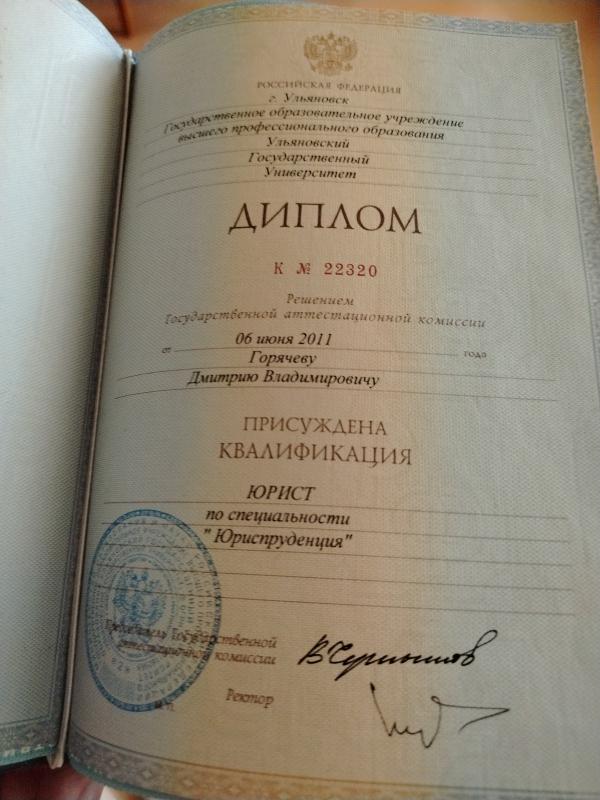 РОССИЙСКАЯ ФЕДЕРАЦИЯ
г. Ульяновск
Государственное образовательное учреждение
высшего профессионального образования
Ульяновский
Государственный
Университет
ДИПЛОМ
К № 22320
Решением
Государственной аттестационной комиссии
от 06 июня 2011 года
Горячеву
Дмитрию Владимировичу
ПРИСУЖДЕНА
КВАЛИФИКАЦИЯ
ЮРИСТ
по специальности
"Юриспруденция"
Председатель Государственной
аттестационной комиссии
Ректор
М.П.